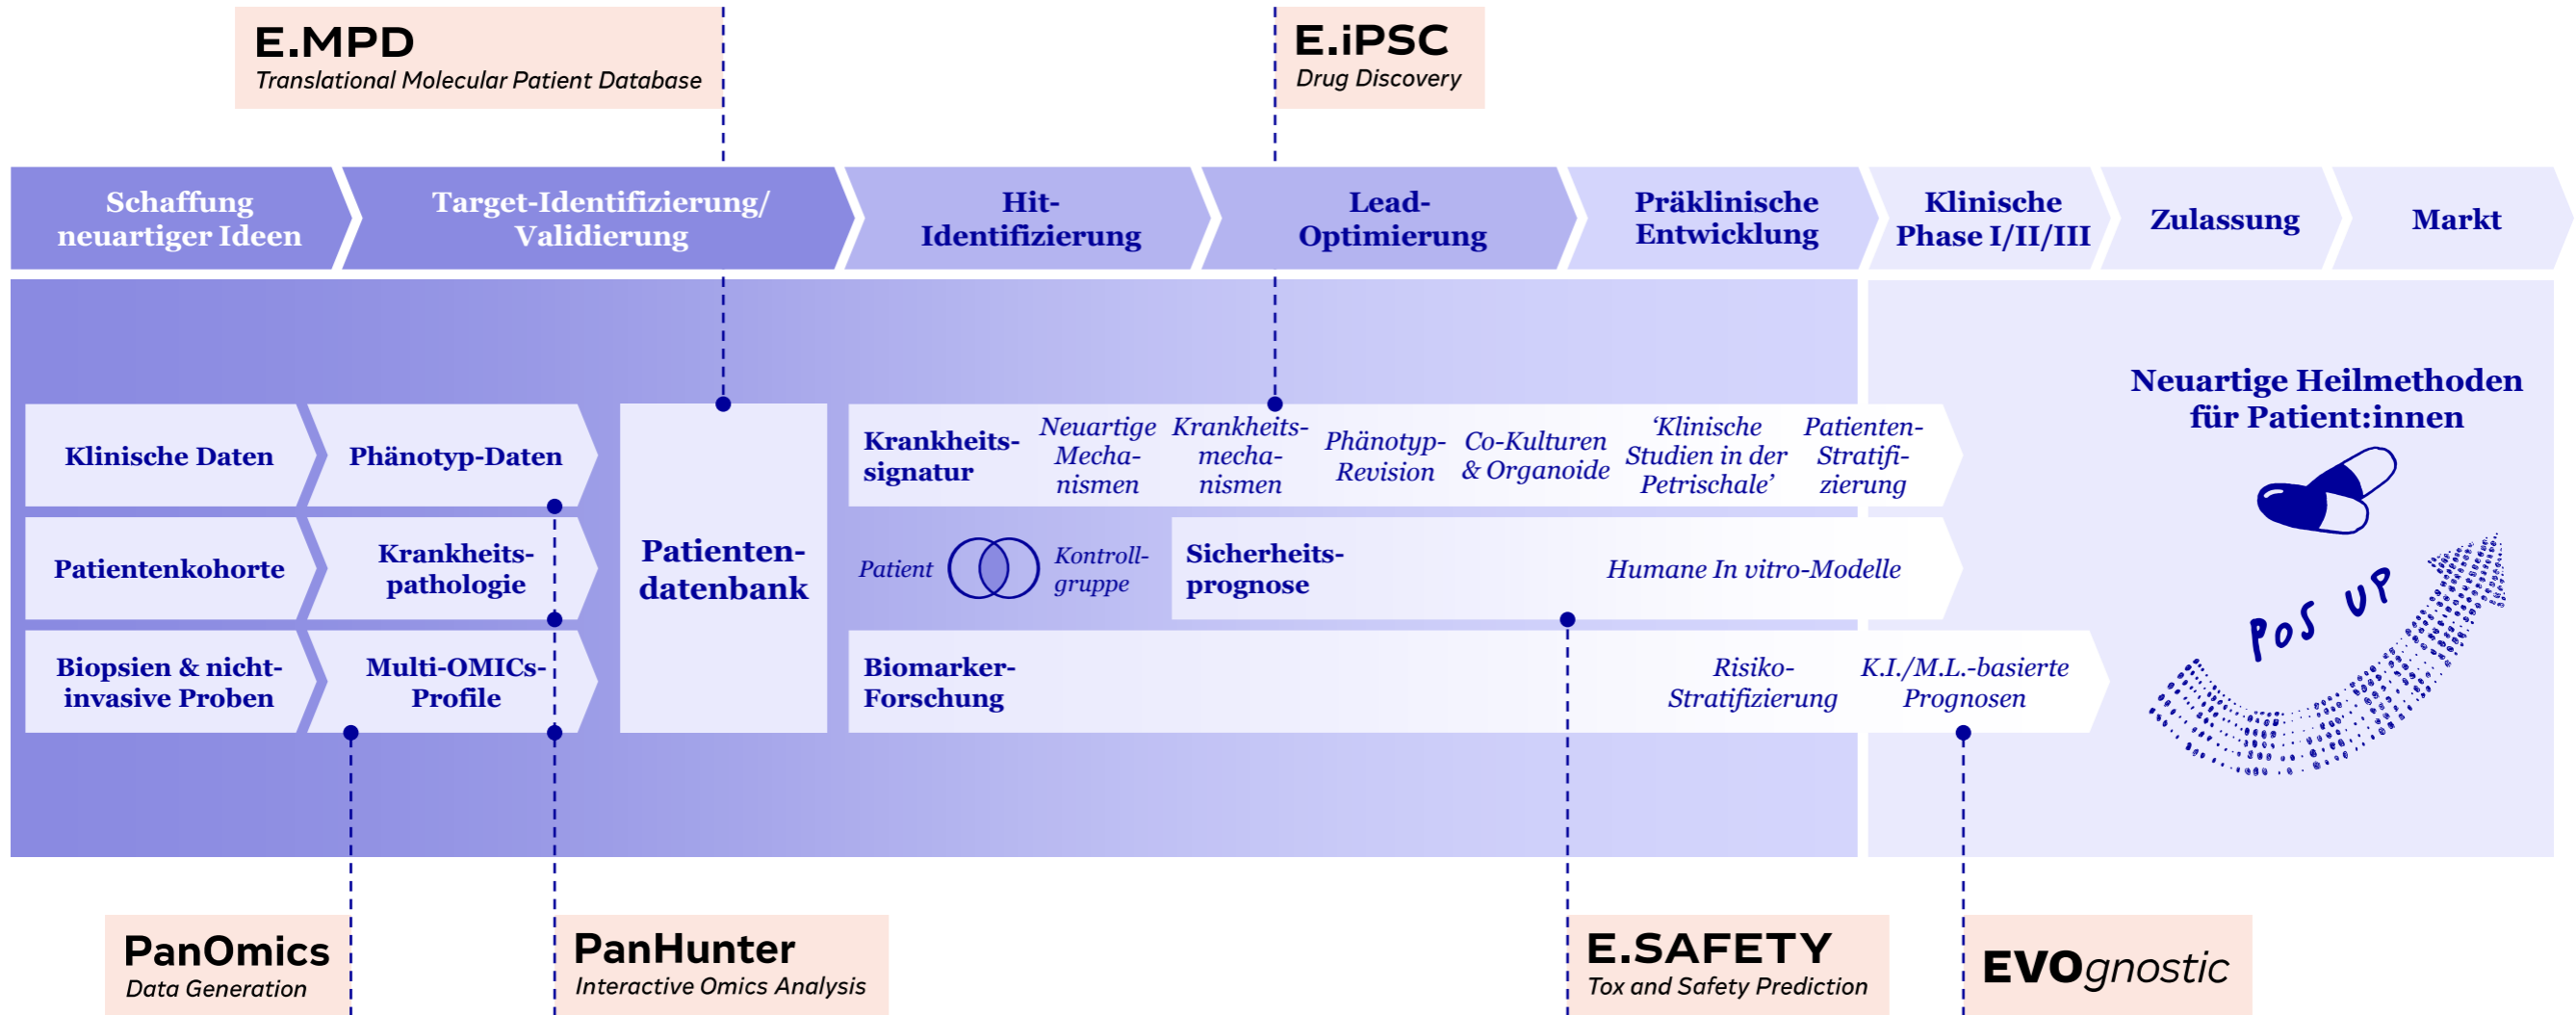 E.MPD
Translational Molecular Patient Database
E.iPSC
Drug Discovery
Schaffung
neuartiger Ideen
Target-Identifizierung/
Validierung
Hit-
Identifizierung
Lead-
Optimierung
Präklinische
Entwicklung
Klinische
Phase I/II/III
Zulassung
Markt
Klinische Daten
Phänotyp-Daten
Patientenkohorte
Krankheits-
pathologie
Biopsien & nicht-
invasive Proben
Multi-OMICs-
Profile
Patienten-
datenbank
Krankheits-
signatur
Neuartige
Mecha-
nismen
Krankheits-
mecha-
nismen
Phänotyp-
Revision
Co-Kulturen
& Organoide
‘Klinische
Studien in der
Petrischale’
Patienten-
Stratifi-
zierung
Patient
Kontroll-
gruppe
Sicherheits-
prognose
Humane In vitro-Modelle
Biomarker-
Forschung
Risiko-
Stratifizierung
K.I./M.L.-basierte
Prognosen
Neuartige Heilmethoden
für Patient:innen
POS UP
PanOmics
Data Generation
PanHunter
Interactive Omics Analysis
E.SAFETY
Tox and Safety Prediction
EVOgnostic